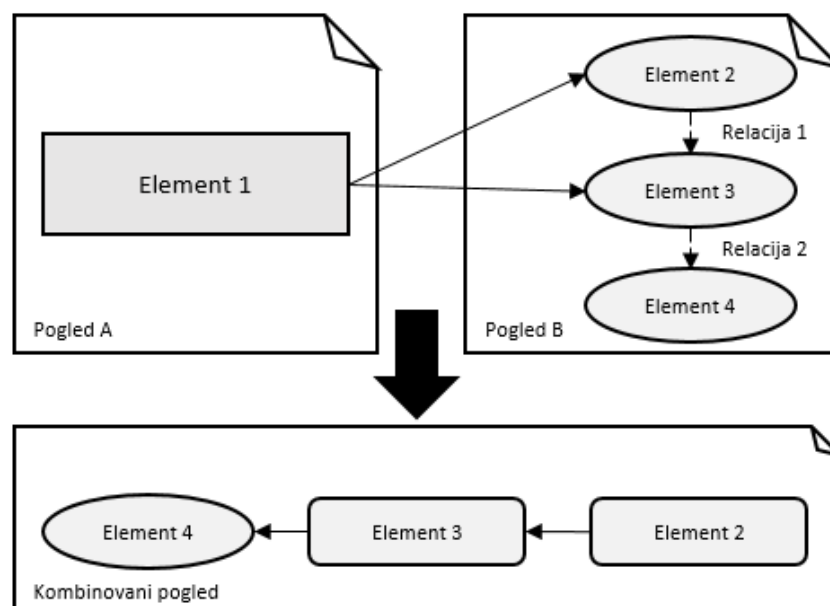 Element 1
Pogled A
Element 2
Relacija 1
Element 3
Relacija 2
Element 4
Pogled B
Element 4
Element 3
Element 2
Kombinovani pogled